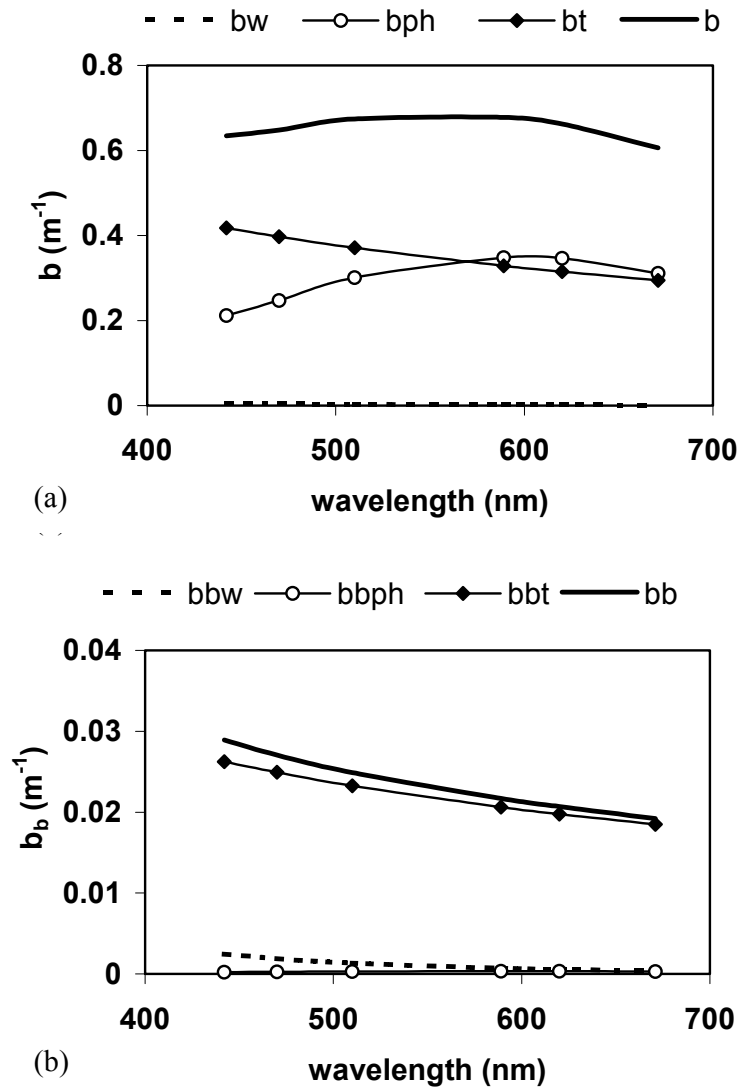 bw bph bt b
0.8
0.6
0.4
0.2
0
b (m⁻¹)
400 500 600 700
wavelength (nm)
(a)
bbw bbph bbt bb
0.04
0.03
0.02
0.01
0
b_b (m⁻¹)
400 500 600 700
wavelength (nm)
(b)